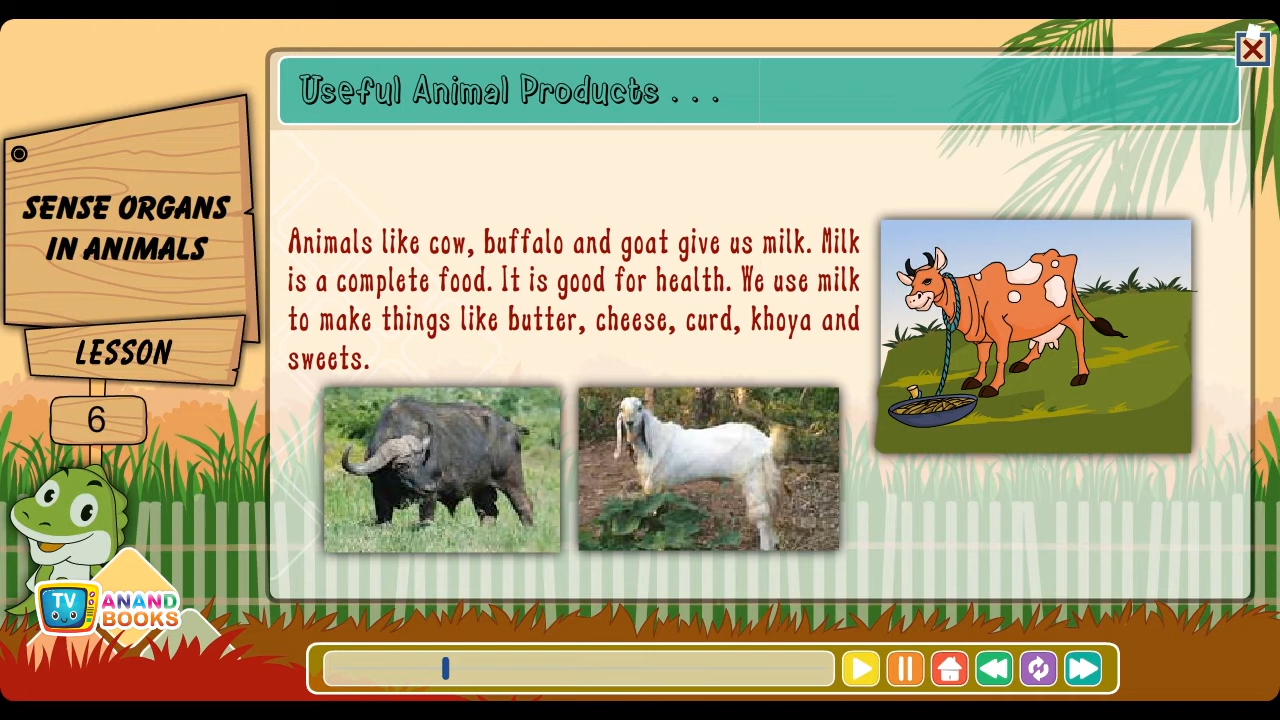 Useful Animal Products . . .
SENSE ORGANS
IN ANIMALS
LESSON
6
Animals like cow, buffalo and goat give us milk. Milk
is a complete food. It is good for health. We use milk
to make things like butter, cheese, curd, khoya and
sweets.
TV
ANAND
BOOKS